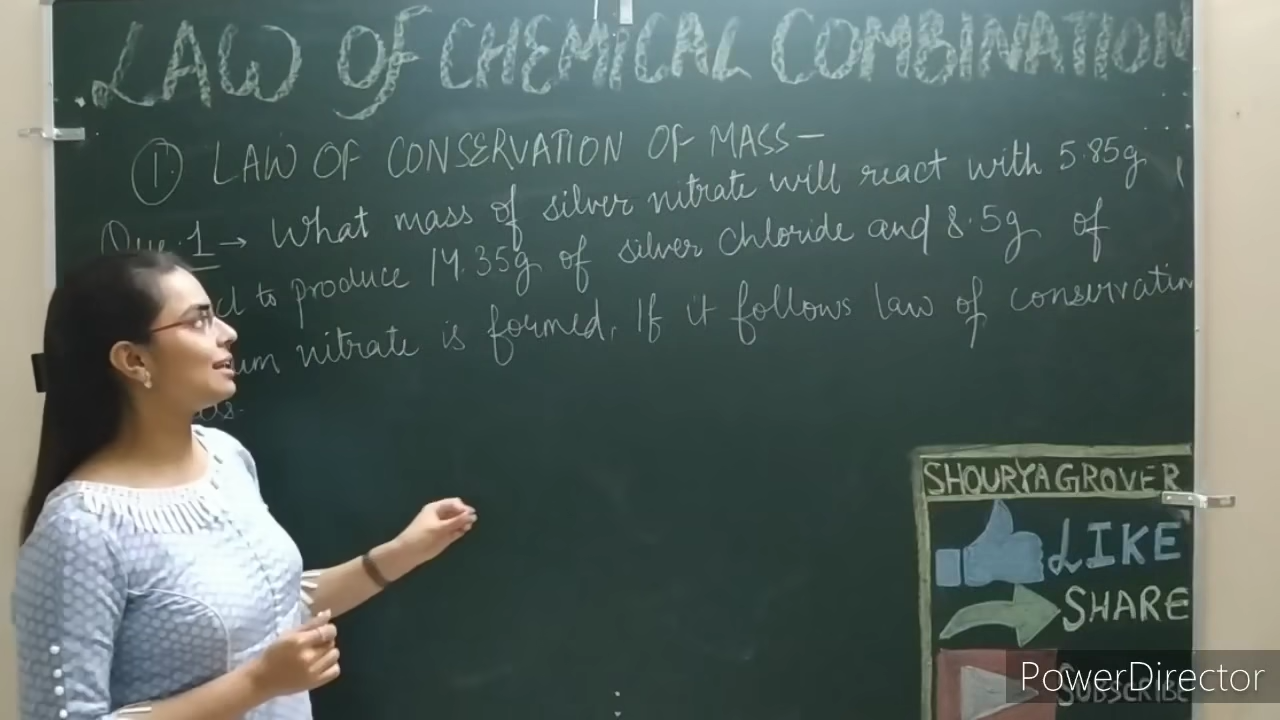 LAW OF CHEMICAL COMBINATION
1. LAW OF CONSERVATION OF MASS -
Que. 1 → What mass of silver nitrate will react with 5.85g
to produce 14.35g of silver chloride and 8.5g of
nitrate is formed, If it follows law of conservation
SHOURYA GROVER
LIKE
SHARE
SUBSCRIBE
PowerDirector